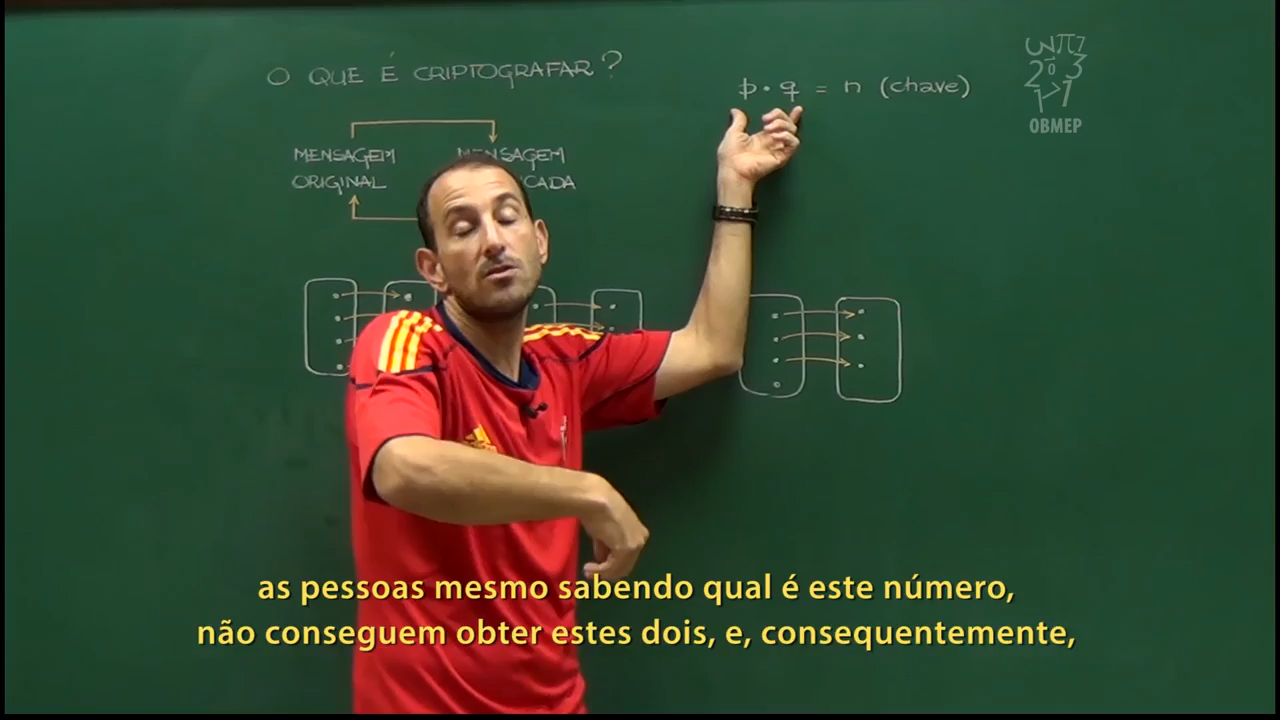 O QUE É CRIPTOGRAFAR?
p · q = n (chave)
OBMEP
MENSAGEM
ORIGINAL
MENSAGEM
CADA
as pessoas mesmo sabendo qual é este número,
não conseguem obter estes dois, e, consequentemente,